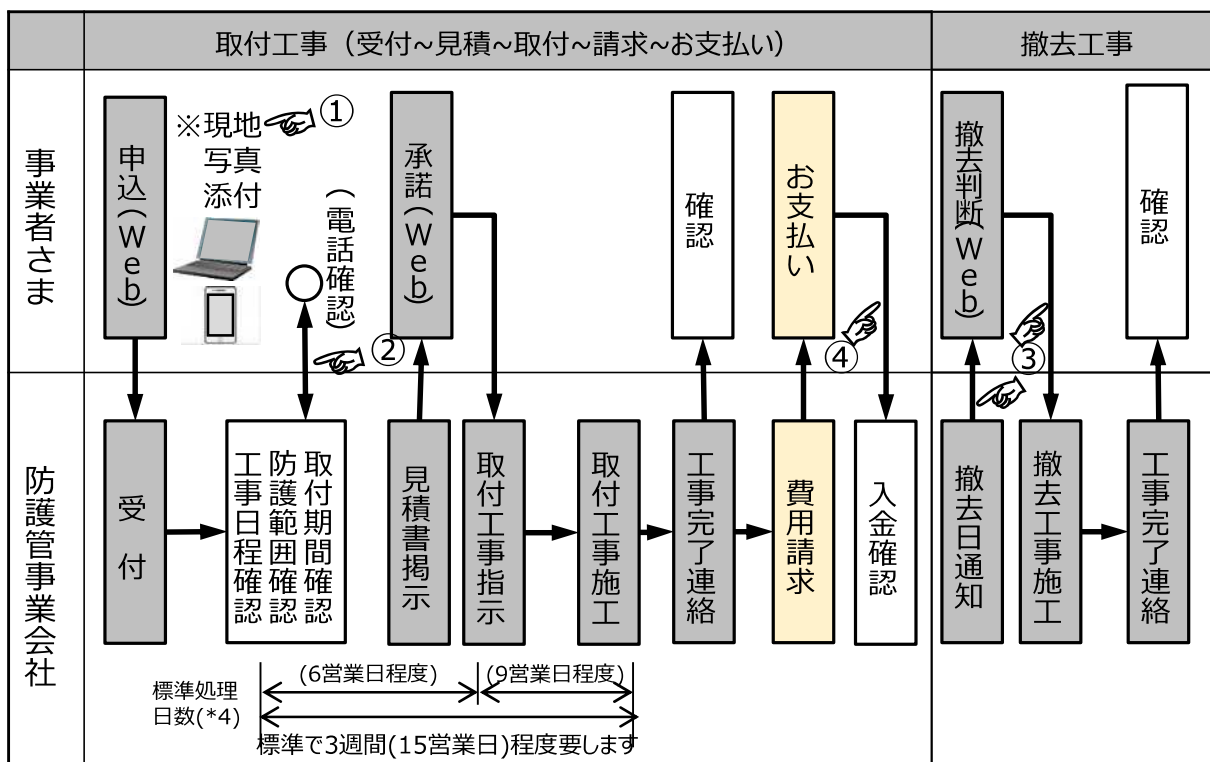 取付工事（受付~見積~取付~請求~お支払い）
撤去工事
事業者さま
申込(Web)
※現地
写真
添付
①
(電話確認)
②
承諾(Web)
確認
お支払い
④
撤去判断(Web)
③
確認
防護管事業会社
受付
取付期間確認
防護範囲確認
工事日程確認
見積書掲示
取付工事指示
取付工事施工
工事完了連絡
費用請求
入金確認
撤去日通知
撤去工事施工
工事完了連絡
標準処理
日数(*4)
(6営業日程度)
(9営業日程度)
標準で3週間(15営業日)程度要します